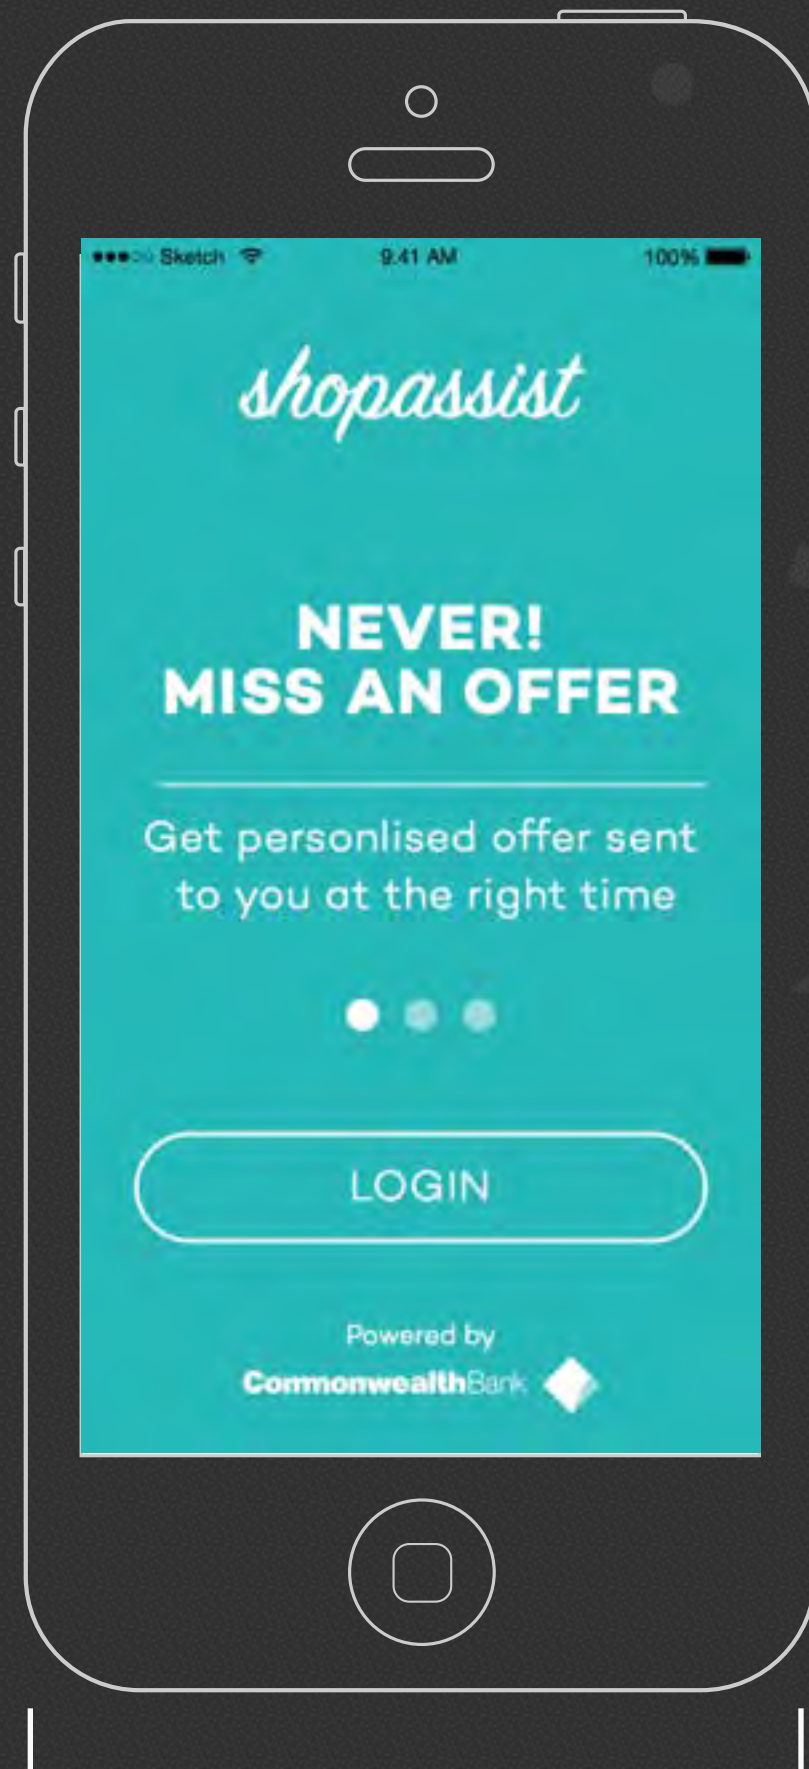 Sketch 9:41 AM 100%
shopassist
NEVER!
MISS AN OFFER
Get personlised offer sent
to you at the right time
LOGIN
Powered by
CommonwealthBank